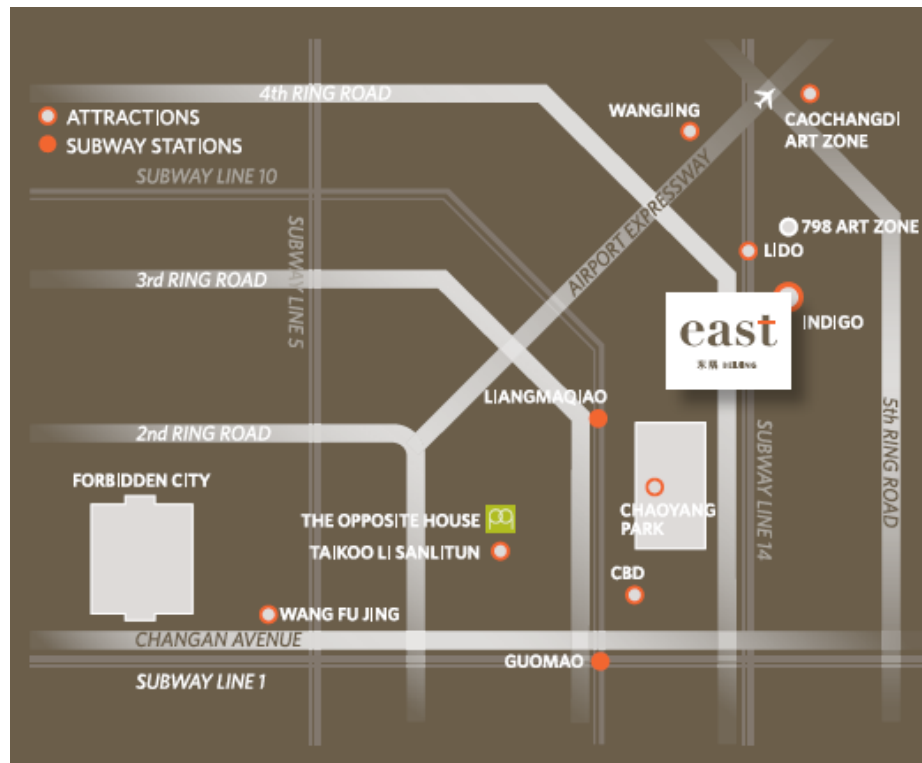 4th RING ROAD
WANGJING
ATTRACTIONS
SUBWAY STATIONS
CAOCHANGDI
ART ZONE
SUBWAY LINE 10
AIRPORT EXPRESSWAY
SUBWAY LINE 5
798 ART ZONE
LIDO
3rd RING ROAD
INDIGO
east
东隅 BEIJING
LIANGMAQIAO
5th RING ROAD
2nd RING ROAD
SUBWAY LINE 14
FORBIDDEN CITY
CHAOYANG
PARK
THE OPPOSITE HOUSE
TAIKOO LI SANLITUN
CBD
WANG FU JING
CHANGAN AVENUE
GUOMAO
SUBWAY LINE 1